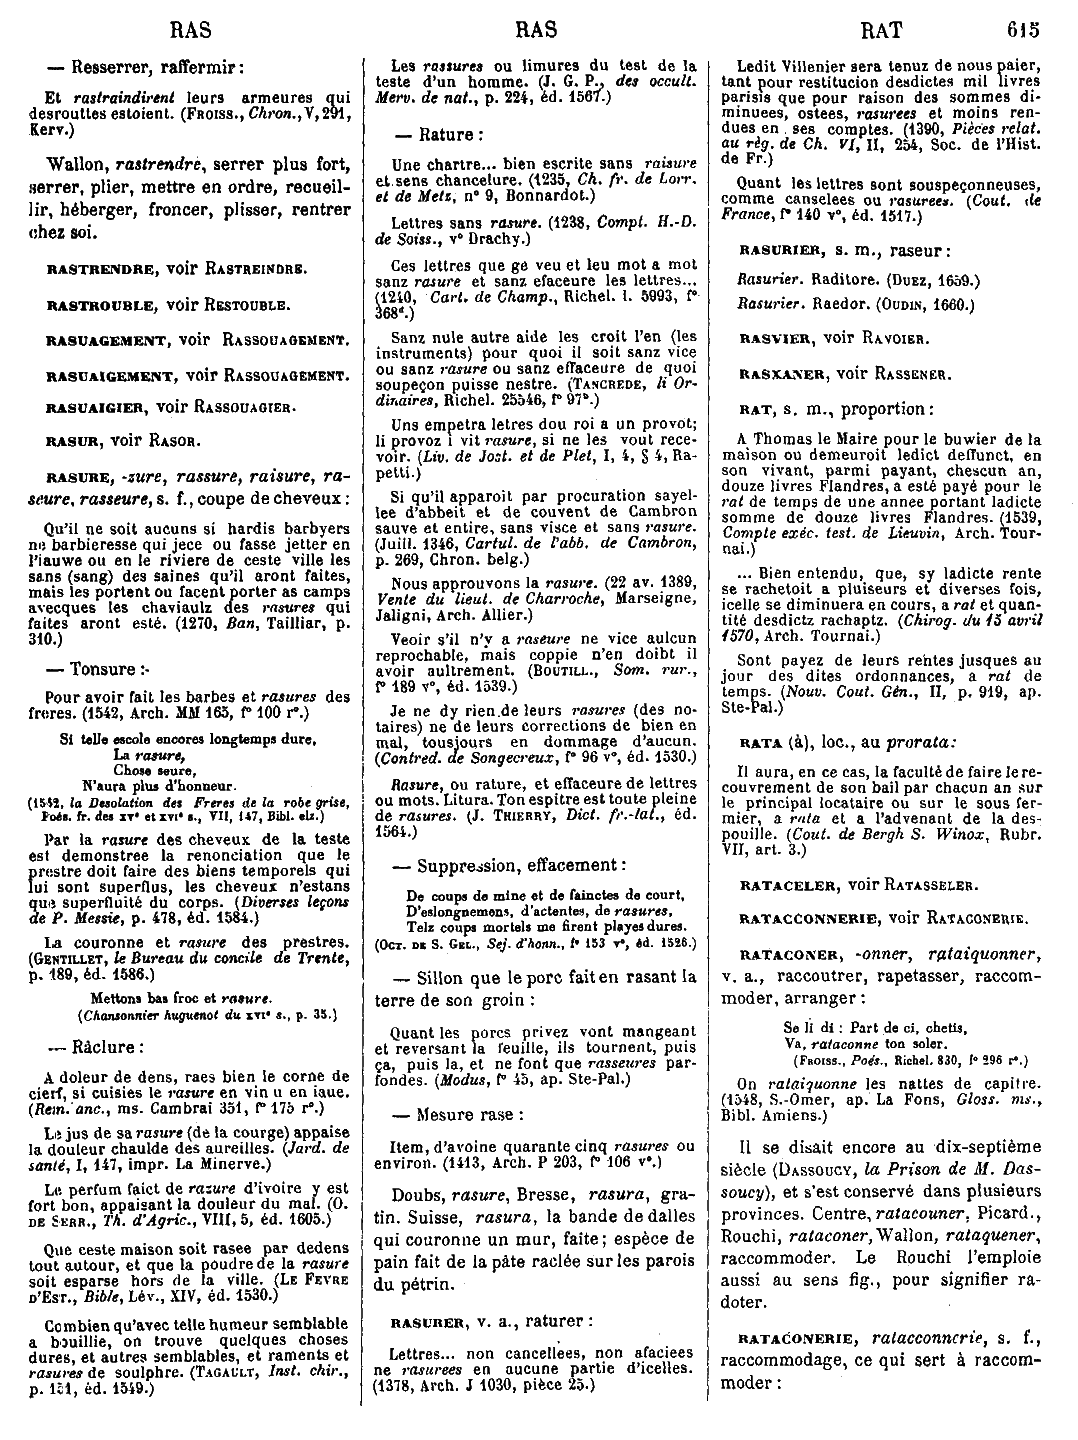 RAS
RAS
RAT
615
— Resserrer, raffermir :
Et rastraindirent leurs armeures qui
desrouttes estoient. (FROISS., Chron., V, 291,
Kerv.)
Wallon, rastrendre, serrer plus fort,
serrer, plier, mettre en ordre, recueil-
lir, héberger, froncer, plisser, rentrer
chez soi.
RASTRENDRE, voir RASTREINDRE.
RASTROUBLE, voir RESTOUBLE.
RASUAGEMENT, voir RASSOUAGEMENT.
RASUAIGEMENT, voir RASSOUAGEMENT.
RASUAIGIER, voir RASSOUAGIER.
RASUR, voir RASOR.
RASURE, -zure, rassure, raisure, ra-
seure, rasseure, s. f., coupe de cheveux :
Qu'il ne soit aucuns si hardis barbyers
ne barbieresse qui jece ou fasse jetter en
l'iauwe ou en le riviere de ceste ville les
sans (sang) des saines qu'il aront faites,
mais les portent ou facent porter as camps
avecques les chaviaulz des rasures qui
faites aront esté. (1270, Ban, Tailliar, p.
310.)
— Tonsure :-
Pour avoir fait les barbes et rasures des
freres. (1542, Arch. MM 165, f° 100 r°.)
Si telle escole encores longtemps dure,
La rasure,
Chose seure,
N'aura plus d'honneur.
(1542, la Desolation des Freres de la robe grise,
Poés. fr. des XVe et XVIe s., VII, 147, Bibl. elz.)
Par la rasure des cheveux de la teste
est demonstree la renonciation que le
prestre doit faire des biens temporels qui
lui sont superflus, les cheveux n'estans
que superfluité du corps. (Diverses leçons
de P. Messie, p. 478, éd. 1584.)
La couronne et rasure des prestres.
(GENTILLET, le Bureau du concile de Trente,
p. 189, éd. 1586.)
Mettons bas froc et rasure.
(Chansonnier huguenot du XVIe s., p. 35.)
— Râclure :
A doleur de dens, raes bien le corne de
cierf, si cuisies le rasure en vin u en iaue.
(Rem. anc., ms. Cambrai 351, f° 175 r°.)
Le jus de sa rasure (de la courge) appaise
la douleur chaulde des aureilles. (Jard. de
santé, I, 147, impr. La Minerve.)
Le perfum faict de razure d'ivoire y est
fort bon, appaisant la douleur du mal. (O.
DE SERR., Th. d'Agric., VIII, 5, éd. 1605.)
Que ceste maison soit rasee par dedens
tout autour, et que la poudre de la rasure
soit esparse hors de la ville. (LE FEVRE
D'EST., Bible, Lév., XIV, éd. 1530.)
Combien qu'avec telle humeur semblable
a bouillie, on trouve quelques choses
dures, et autres semblables, et raments et
rasures de soulphre. (TAGAULT, Inst. chir.,
p. 151, éd. 1549.)
Les rassures ou limures du test de la
teste d'un homme. (J. G. P., des occult.
Merv. de nat., p. 224, éd. 1567.)
— Rature :
Une chartre... bien escrite sans raisure
et sens chancelure. (1235, Ch. fr. de Lorr.
et de Metz, n° 9, Bonnardot.)
Lettres sans rasure. (1238, Compt. H.-D.
de Soiss., v° Drachy.)
Ces lettres que ge veu et leu mot a mot
sanz rasure et sanz efaceure les lettres...
(1240, Cart. de Champ., Richel. l. 5993, f°
368d.)
Sanz nule autre aide les croit l'en (les
instruments) pour quoi il soit sanz vice
ou sanz rasure ou sanz effaceure de quoi
soupeçon puisse nestre. (TANCREDE, li Or-
dinaires, Richel. 25546, f° 97b.)
Uns empetra letres dou roi a un provot;
li provoz i vit rasure, si ne les vout rece-
voir. (Liv. de Jost. et de Plet, I, 4, § 4, Ra-
petti.)
Si qu'il apparoit par procuration sayel-
lee d'abbeit et de couvent de Cambron
sauve et entire, sans visce et sans rasure.
(Juill. 1346, Cartul. de l'abb. de Cambron,
p. 269, Chron. belg.)
Nous approuvons la rasure. (22 av. 1389,
Vente du lieut. de Charroche, Marseigne,
Jaligni, Arch. Allier.)
Veoir s'il n'y a raseure ne vice aulcun
reprochable, mais coppie n'en doibt il
avoir aultrement. (BOUTILL., Som. rur.,
f° 189 v°, éd. 1539.)
Je ne dy rien de leurs rasures (des no-
taires) ne de leurs corrections de bien en
mal, tousjours en dommage d'aucun.
(Contred. de Songecreux, f° 96 v°, éd. 1530.)
Rasure, ou rature, et effaceure de lettres
ou mots. Litura. Ton espitre est toute pleine
de rasures. (J. THIERRY, Dict. fr.-lat., éd.
1564.)
— Suppression, effacement :
De coups de mine et de fainctes de court,
D'eslongnemens, d'actentes, de rasures,
Telz coups mortels me firent playes dures.
(OCT. DE S. GEL., Sej. d'honn., f° 153 v°, éd. 1526.)
— Sillon que le porc fait en rasant la
terre de son groin :
Quant les porcs privez vont mangeant
et reversant la feuille, ils tournent, puis
ça, puis la, et ne font que rasseures par-
fondes. (Modus, f° 45, ap. Ste-Pal.)
— Mesure rase :
Item, d'avoine quarante cinq rasures ou
environ. (1413, Arch. P 203, f° 106 v°.)
Doubs, rasure, Bresse, rasura, gra-
tin. Suisse, rasura, la bande de dalles
qui couronne un mur, faîte; espèce de
pain fait de la pâte raclée sur les parois
du pétrin.
RASURER, v. a., raturer :
Lettres... non cancellees, non afaciees
ne rasurees en aucune partie d'icelles.
(1378, Arch. J 1030, pièce 25.)
Ledit Villenier sera tenuz de nous paier,
tant pour restitucion desdictes mil livres
parisis que pour raison des sommes di-
minuees, ostees, rasurees et moins ren-
dues en ses comptes. (1390, Pièces relat.
au règ. de Ch. VI, II, 254, Soc. de l'Hist.
de Fr.)
Quant les lettres sont souspeçonneuses,
comme canselees ou rasurees. (Cout. de
France, f° 140 v°, éd. 1517.)
RASURIER, s. m., raseur :
Rasurier. Raditore. (DUEZ, 1659.)
Rasurier. Raedor. (OUDIN, 1660.)
RASVIER, voir RAVOIER.
RASXANER, voir RASSENER.
RAT, s. m., proportion :
A Thomas le Maire pour le buwier de la
maison ou demeuroit ledict deffunct, en
son vivant, parmi payant, chescun an,
douze livres Flandres, a esté payé pour le
rat de temps de une annee portant ladicte
somme de douze livres Flandres. (1539,
Compte exéc. test. de Lieuvin, Arch. Tour-
nai.)
... Bien entendu, que, sy ladicte rente
se rachetoit a pluiseurs et diverses fois,
icelle se diminuera en cours, a rat et quan-
tité desdictz rachaptz. (Chirog. du 15 avril
1570, Arch. Tournai.)
Sont payez de leurs rentes jusques au
jour des dites ordonnances, a rat de
temps. (Nouv. Cout. Gén., II, p. 919, ap.
Ste-Pal.)
RATA (à), loc., au prorata :
Il aura, en ce cas, la faculté de faire le re-
couvrement de son bail par chacun an sur
le principal locataire ou sur le sous fer-
mier, a rata et a l'advenant de la des-
pouille. (Cout. de Bergh S. Winox, Rubr.
VII, art. 3.)
RATACELER, voir RATASSELER.
RATACCONNERIE, voir RATACONERIE.
RATACONER, -onner, rataiquonner,
v. a., raccoutrer, rapetasser, raccom-
moder, arranger :
Se li di : Part de ci, chetis,
Va, rataconne ton soler.
(FROISS., Poés., Richel. 830, f° 296 r°.)
On rataiquonne les nattes de capitre.
(1548, S.-Omer, ap. La Fons, Gloss. ms.,
Bibl. Amiens.)
Il se disait encore au dix-septième
siècle (DASSOUCY, la Prison de M. Das-
soucy), et s'est conservé dans plusieurs
provinces. Centre, ratacouner, Picard.,
Rouchi, rataconer, Wallon, rataquener,
raccommoder. Le Rouchi l'emploie
aussi au sens fig., pour signifier ra-
doter.
RATACONERIE, ratacconnerie, s. f.,
raccommodage, ce qui sert à raccom-
moder :